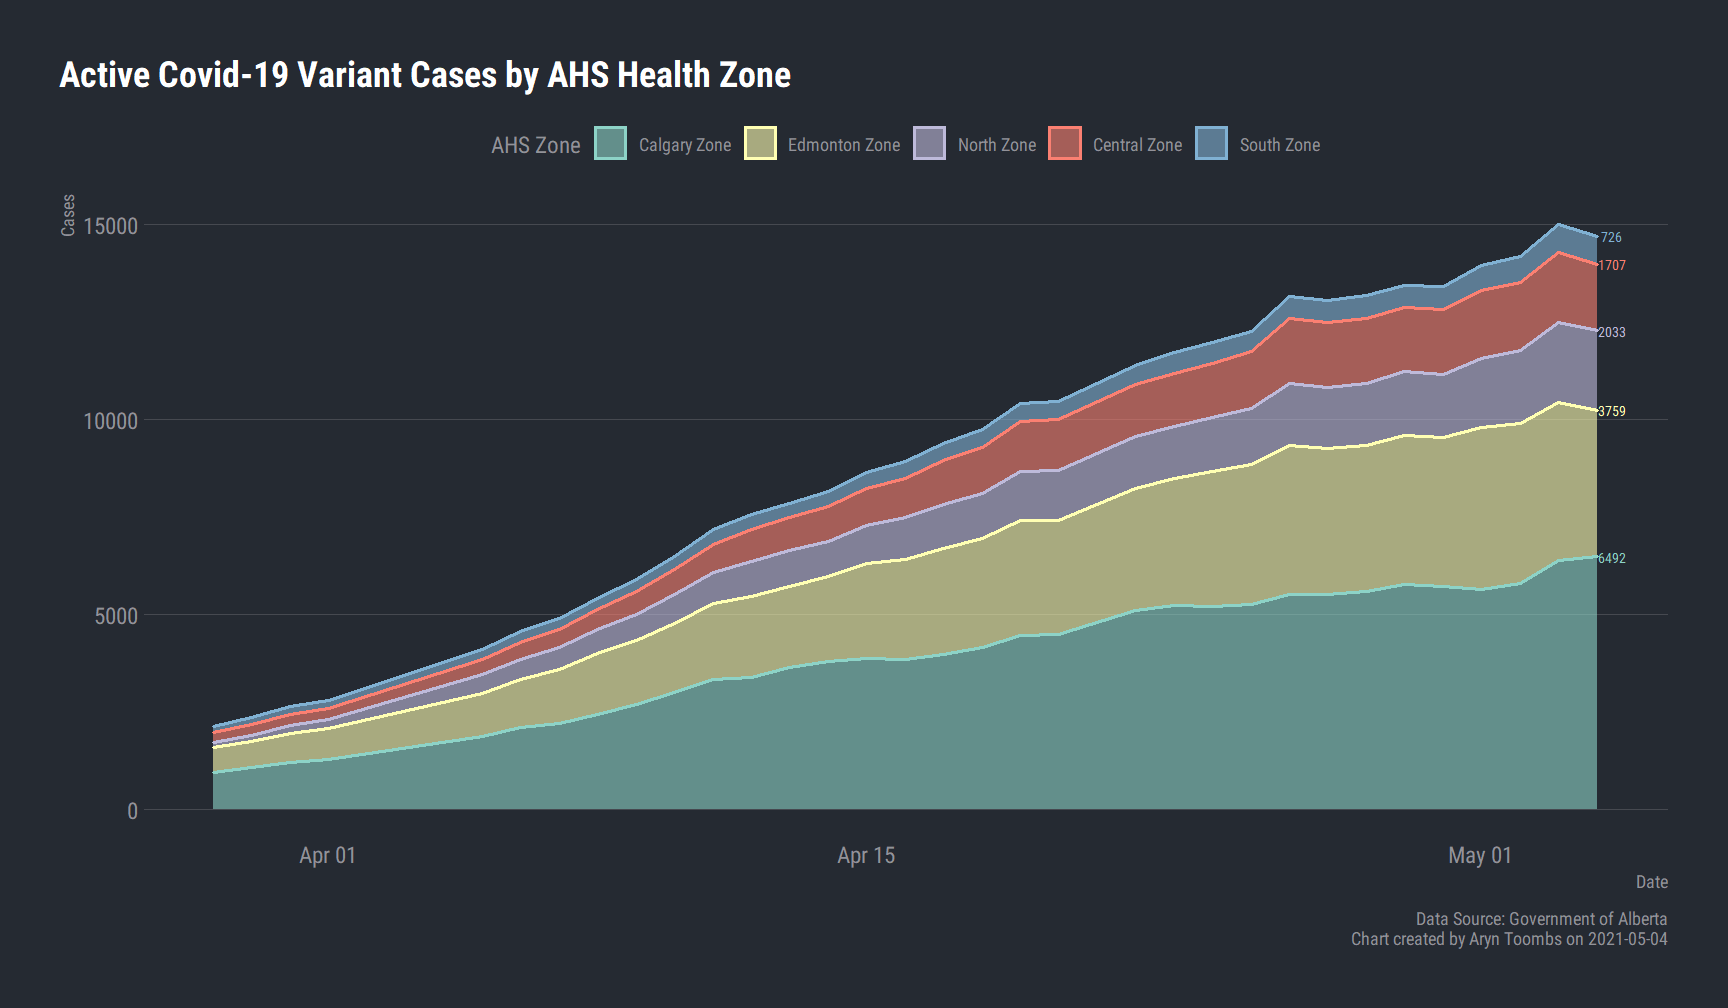 Active Covid-19 Variant Cases by AHS Health Zone
AHS Zone Calgary Zone Edmonton Zone North Zone Central Zone South Zone
Cases
15000
10000
5000
0
726
1707
2033
3759
6492
Apr 01 Apr 15 May 01
Date
Data Source: Government of Alberta
Chart created by Aryn Toombs on 2021-05-04